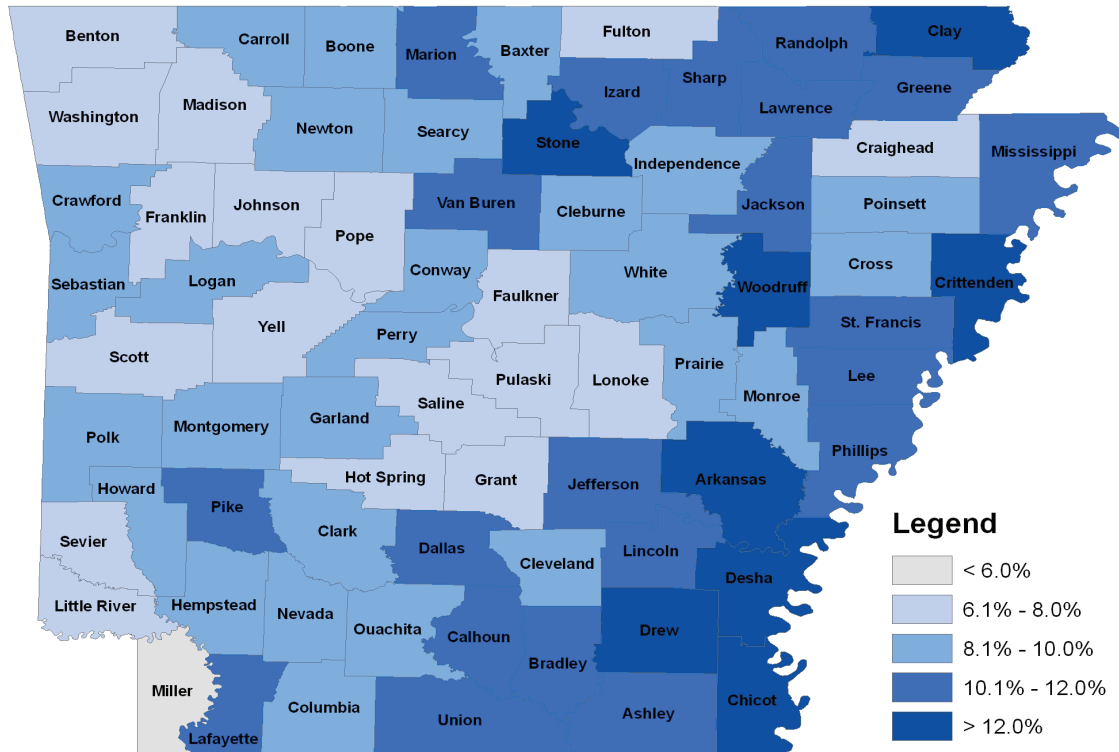 Benton
Carroll
Boone
Marion
Baxter
Fulton
Randolph
Clay
Izard
Sharp
Greene
Lawrence
Washington
Madison
Newton
Searcy
Stone
Independence
Craighead
Mississippi
Crawford
Franklin
Johnson
Pope
Van Buren
Cleburne
Jackson
Poinsett
Sebastian
Logan
Conway
Faulkner
White
Woodruff
Cross
Crittenden
Scott
Yell
Perry
Pulaski
Lonoke
Prairie
St. Francis
Lee
Monroe
Saline
Garland
Montgomery
Polk
Phillips
Howard
Pike
Hot Spring
Grant
Jefferson
Arkansas
Sevier
Clark
Dallas
Cleveland
Lincoln
Desha
Little River
Hempstead
Nevada
Ouachita
Calhoun
Bradley
Drew
Miller
Lafayette
Columbia
Union
Ashley
Chicot
Legend
< 6.0%
6.1% - 8.0%
8.1% - 10.0%
10.1% - 12.0%
> 12.0%